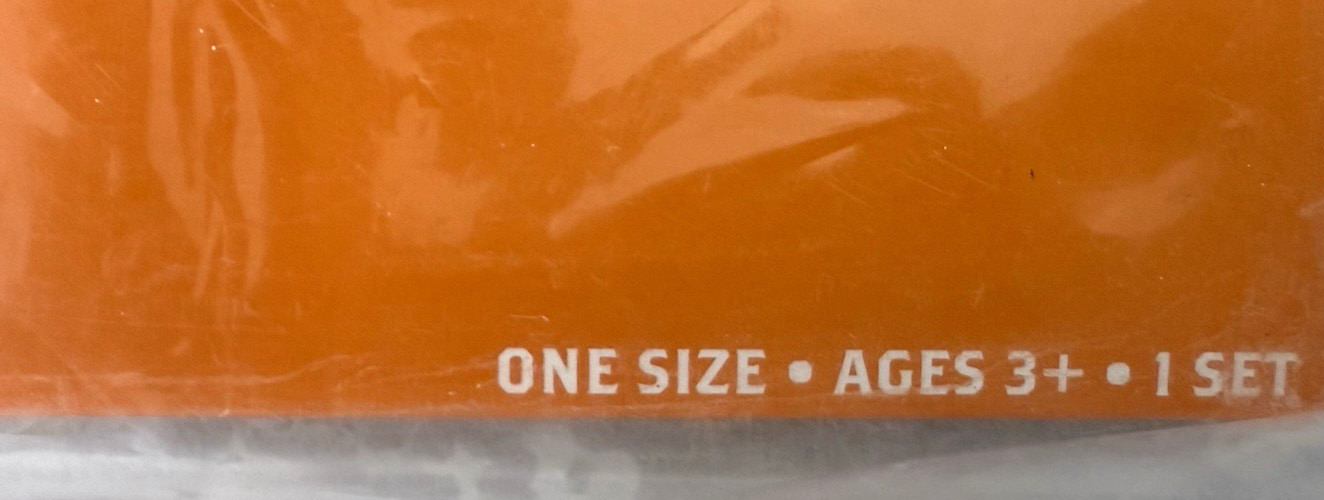 ONE SIZE • AGES 3+ • 1 SET